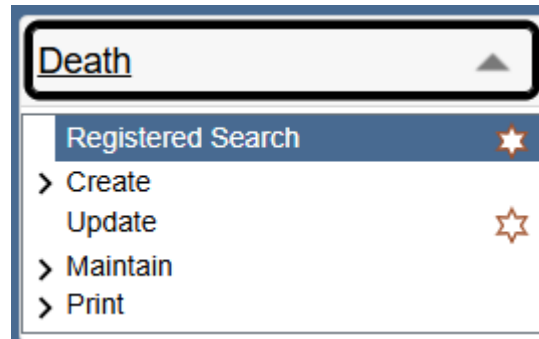 Death
Registered Search
Create
Update
Maintain
Print